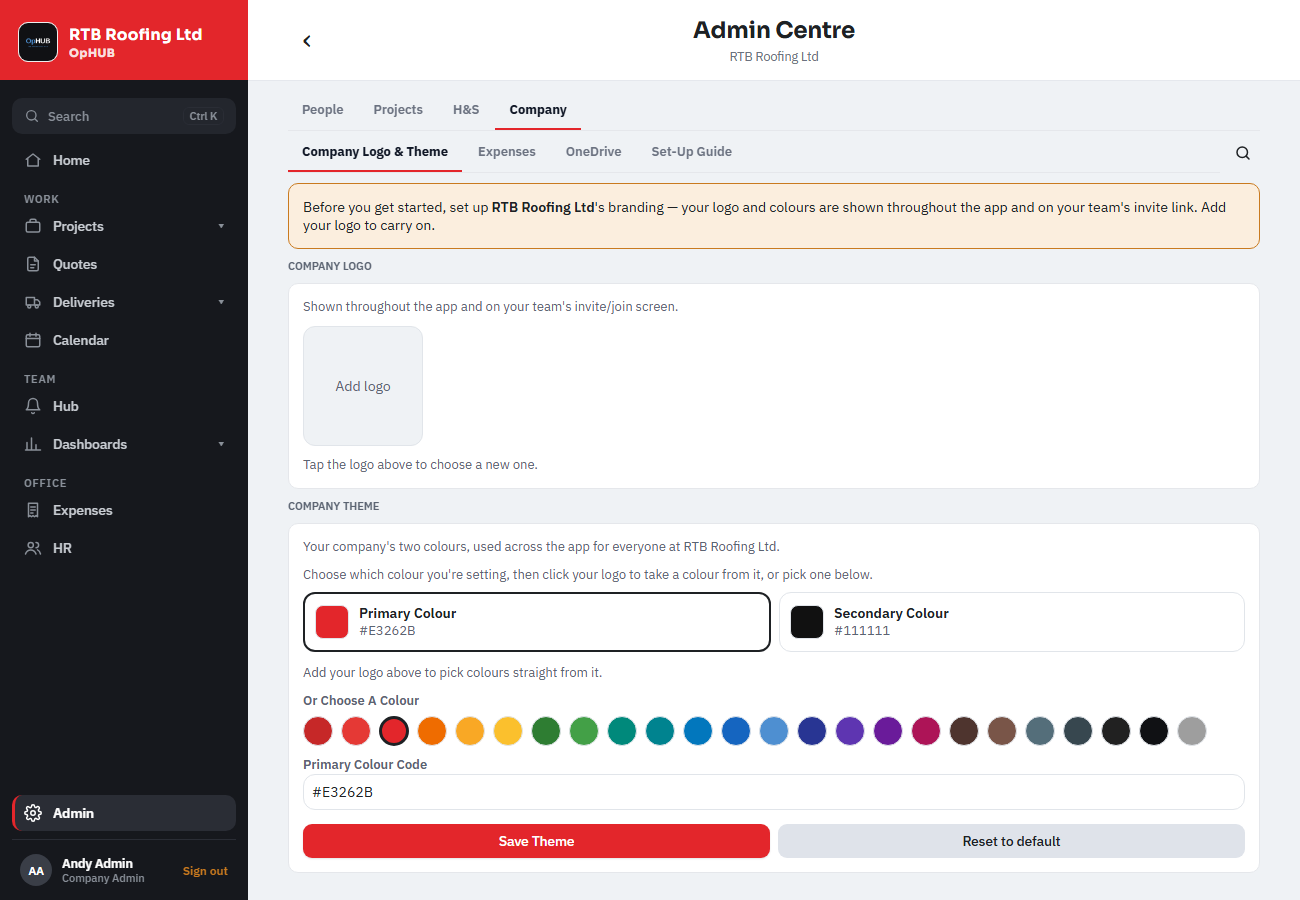 OpHUB
RTB Roofing Ltd
OpHUB
Search
Ctrl K
Home
WORK
Projects
Quotes
Deliveries
Calendar
TEAM
Hub
Dashboards
OFFICE
Expenses
HR
Admin
AA
Andy Admin
Company Admin
Sign out
Admin Centre
RTB Roofing Ltd
People
Projects
H&S
Company
Company Logo & Theme
Expenses
OneDrive
Set-Up Guide
Before you get started, set up RTB Roofing Ltd's branding — your logo and colours are shown throughout the app and on your team's invite link. Add
your logo to carry on.
COMPANY LOGO
Shown throughout the app and on your team's invite/join screen.
Add logo
Tap the logo above to choose a new one.
COMPANY THEME
Your company's two colours, used across the app for everyone at RTB Roofing Ltd.
Choose which colour you're setting, then click your logo to take a colour from it, or pick one below.
Primary Colour
#E3262B
Secondary Colour
#111111
Add your logo above to pick colours straight from it.
Or Choose A Colour
Primary Colour Code
#E3262B
Save Theme
Reset to default